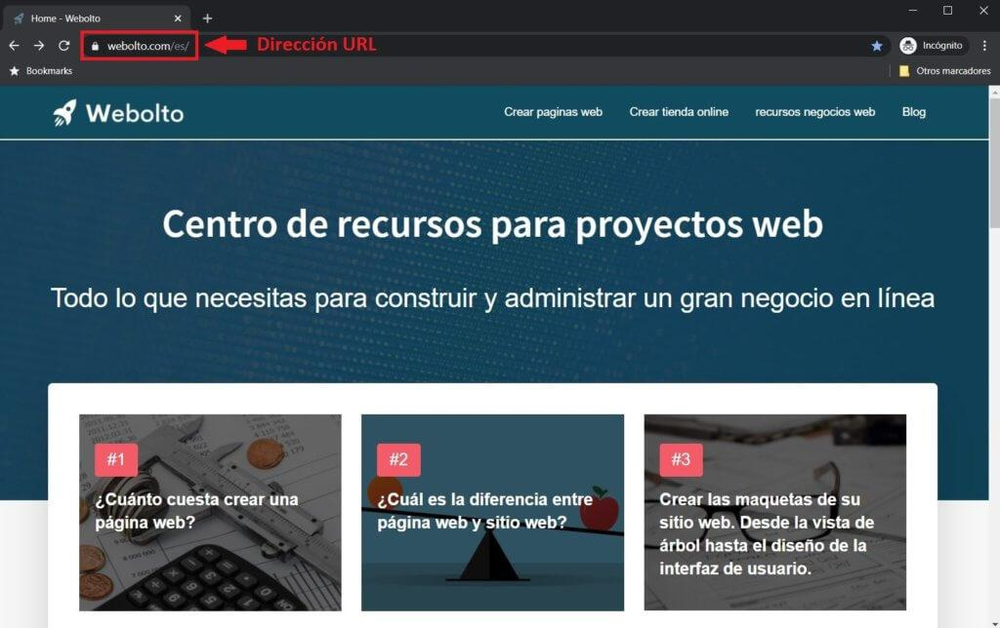 Home - Webolto
webolto.com/es/
Dirección URL
Incógnito
Bookmarks
Otros marcadores
Webolto
Crear paginas web
Crear tienda online
recursos negocios web
Blog
Centro de recursos para proyectos web
Todo lo que necesitas para construir y administrar un gran negocio en línea
#1
¿Cuánto cuesta crear una
página web?
#2
¿Cuál es la diferencia entre
página web y sitio web?
#3
Crear las maquetas de su
sitio web. Desde la vista de
árbol hasta el diseño de la
interfaz de usuario.